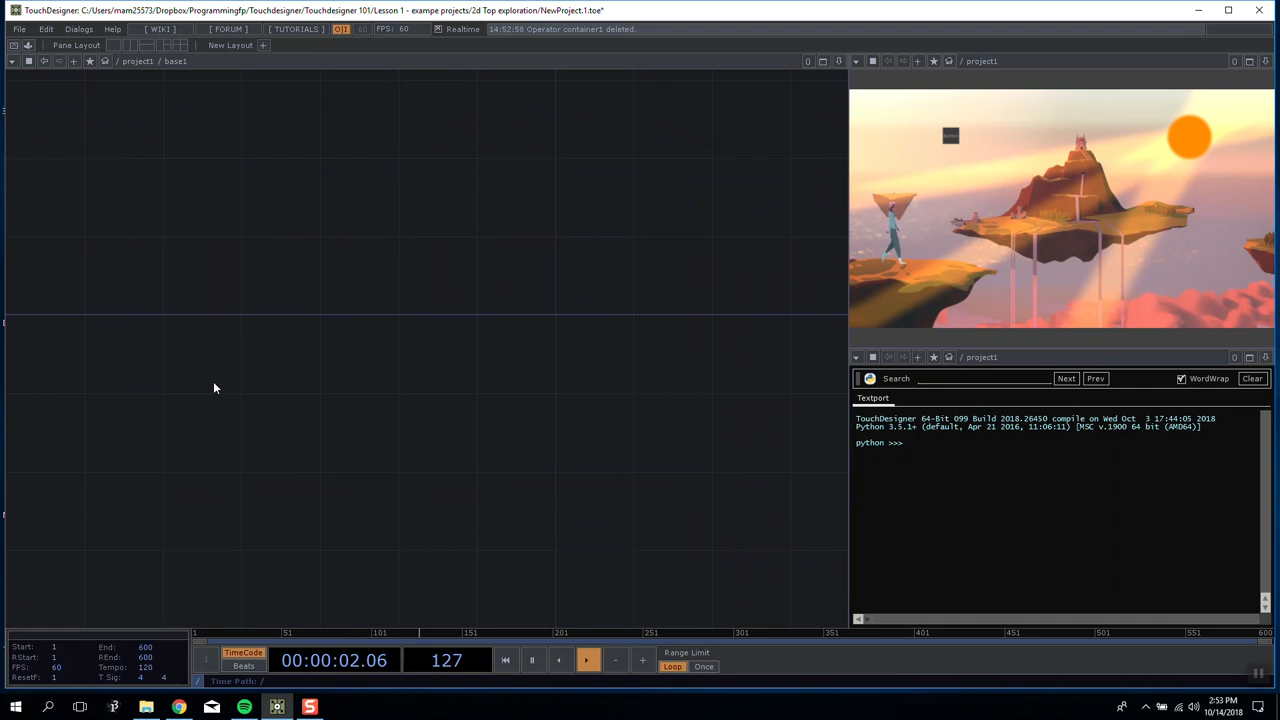 TouchDesigner: C:/Users/mam25573/Dropbox/Programmingfp/Touchdesigner/Touchdesigner 101/Lesson 1 - exampe projects/2d Top exploration/NewProject.1.toe*
File Edit Dialogs Help [ WIKI ] [ FORUM ] [ TUTORIALS ] O|I 60 FPS: 60 Realtime 14:52:58 Operator container1 deleted.
Pane Layout New Layout +
/ project1 / base1 0
/ project1 0
/ project1 0
Search Next Prev WordWrap Clear
Textport
TouchDesigner 64-Bit 099 Build 2018.26450 compile on Wed Oct 3 17:44:05 2018
Python 3.5.1+ (default, Apr 21 2016, 11:06:11) [MSC v.1900 64 bit (AMD64)]
python >>>
1 51 101 151 201 251 301 351 401 451 501 551 600
Start: 1 End: 600
RStart: 1 REnd: 600
FPS: 60 Tempo: 120
ResetF: 1 T Sig: 4 4
TimeCode
Beats
00:00:02.06
127
Range Limit
Loop Once
/ Time Path: /
2:53 PM
10/14/2018